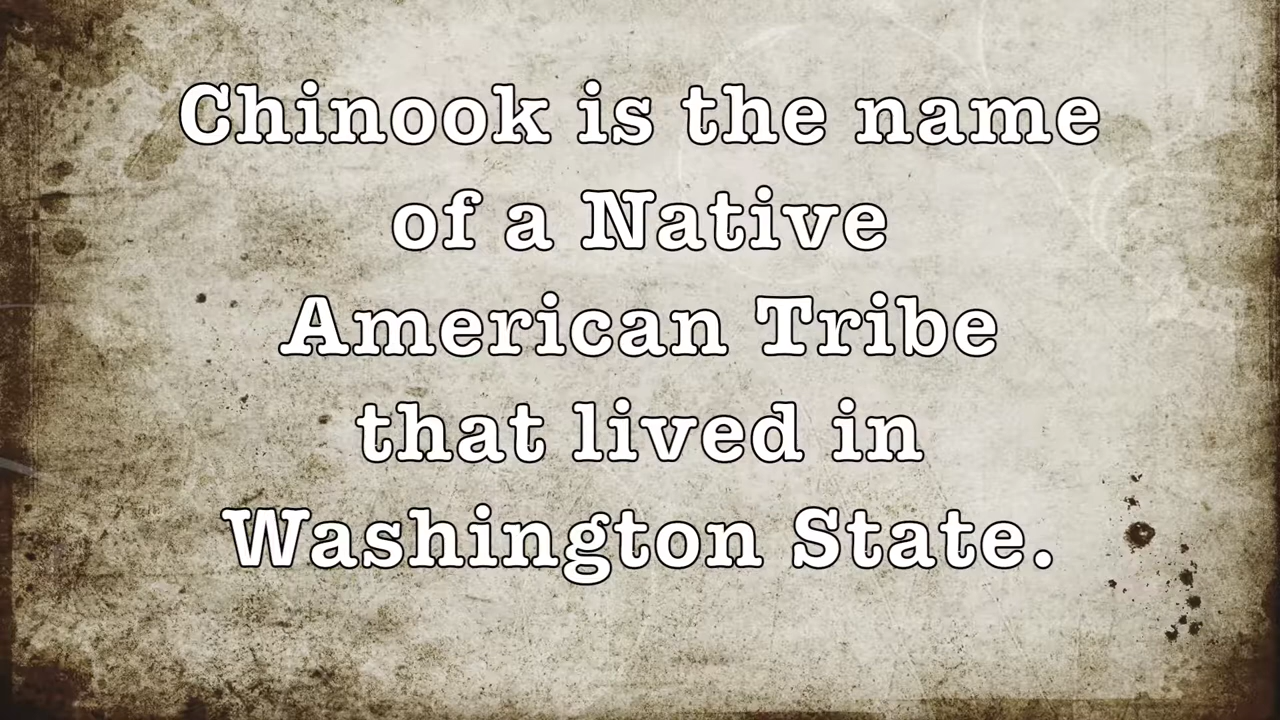 Chinook is the name
of a Native
American Tribe
that lived in
Washington State.